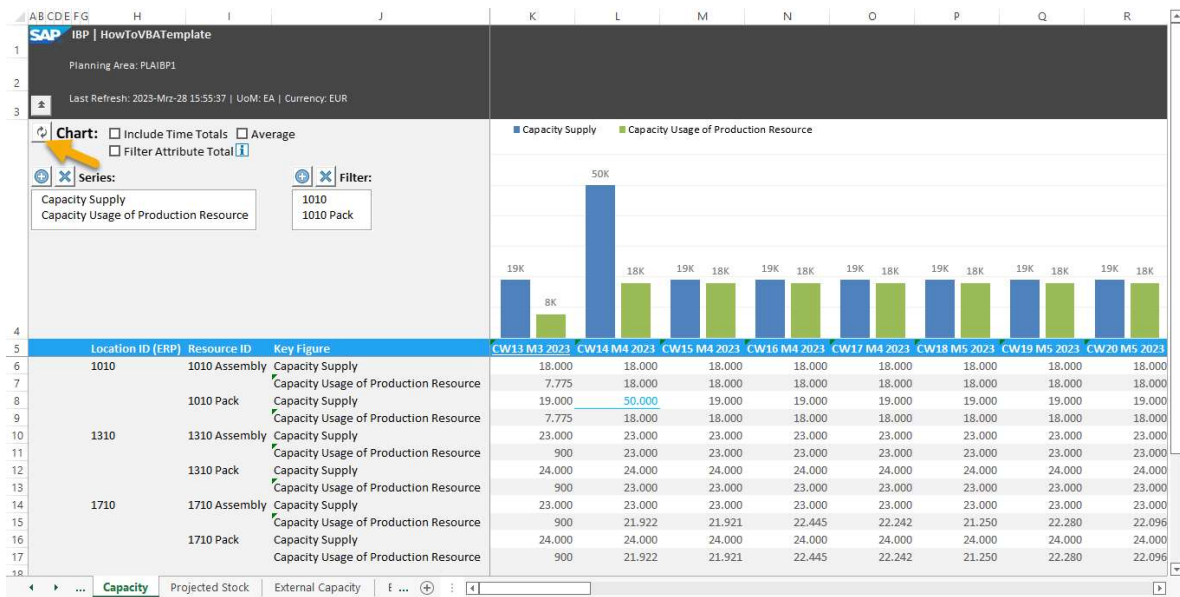 A B C D E F G H I J K L M N O P Q R
1 SAP IBP | HowToVBATemplate
2 Planning Area: PLAIBP1
3 Last Refresh: 2023-Mrz-28 15:55:37 | UoM: EA | Currency: EUR
Chart: Include Time Totals Average
Filter Attribute Total i
Series: Filter:
Capacity Supply 1010
Capacity Usage of Production Resource 1010 Pack
Capacity Supply Capacity Usage of Production Resource
50K
19K 18K 19K 18K 19K 18K 19K 18K 19K 18K 19K 18K 19K 18K
8K
4
5 Location ID (ERP) Resource ID Key Figure CW13 M3 2023 CW14 M4 2023 CW15 M4 2023 CW16 M4 2023 CW17 M4 2023 CW18 M5 2023 CW19 M5 2023 CW20 M5 2023
6 1010 1010 Assembly Capacity Supply 18.000 18.000 18.000 18.000 18.000 18.000 18.000 18.000
7 Capacity Usage of Production Resource 7.775 18.000 18.000 18.000 18.000 18.000 18.000 18.000
8 1010 Pack Capacity Supply 19.000 50.000 19.000 19.000 19.000 19.000 19.000 19.000
9 Capacity Usage of Production Resource 7.775 18.000 18.000 18.000 18.000 18.000 18.000 18.000
10 1310 1310 Assembly Capacity Supply 23.000 23.000 23.000 23.000 23.000 23.000 23.000 23.000
11 Capacity Usage of Production Resource 900 23.000 23.000 23.000 23.000 23.000 23.000 23.000
12 1310 Pack Capacity Supply 24.000 24.000 24.000 24.000 24.000 24.000 24.000 24.000
13 Capacity Usage of Production Resource 900 23.000 23.000 23.000 23.000 23.000 23.000 23.000
14 1710 1710 Assembly Capacity Supply 23.000 23.000 23.000 23.000 23.000 23.000 23.000 23.000
15 Capacity Usage of Production Resource 900 21.922 21.921 22.445 22.242 21.250 22.280 22.096
16 1710 Pack Capacity Supply 24.000 24.000 24.000 24.000 24.000 24.000 24.000 24.000
17 Capacity Usage of Production Resource 900 21.922 21.921 22.445 22.242 21.250 22.280 22.096
18
... Capacity Projected Stock External Capacity ...